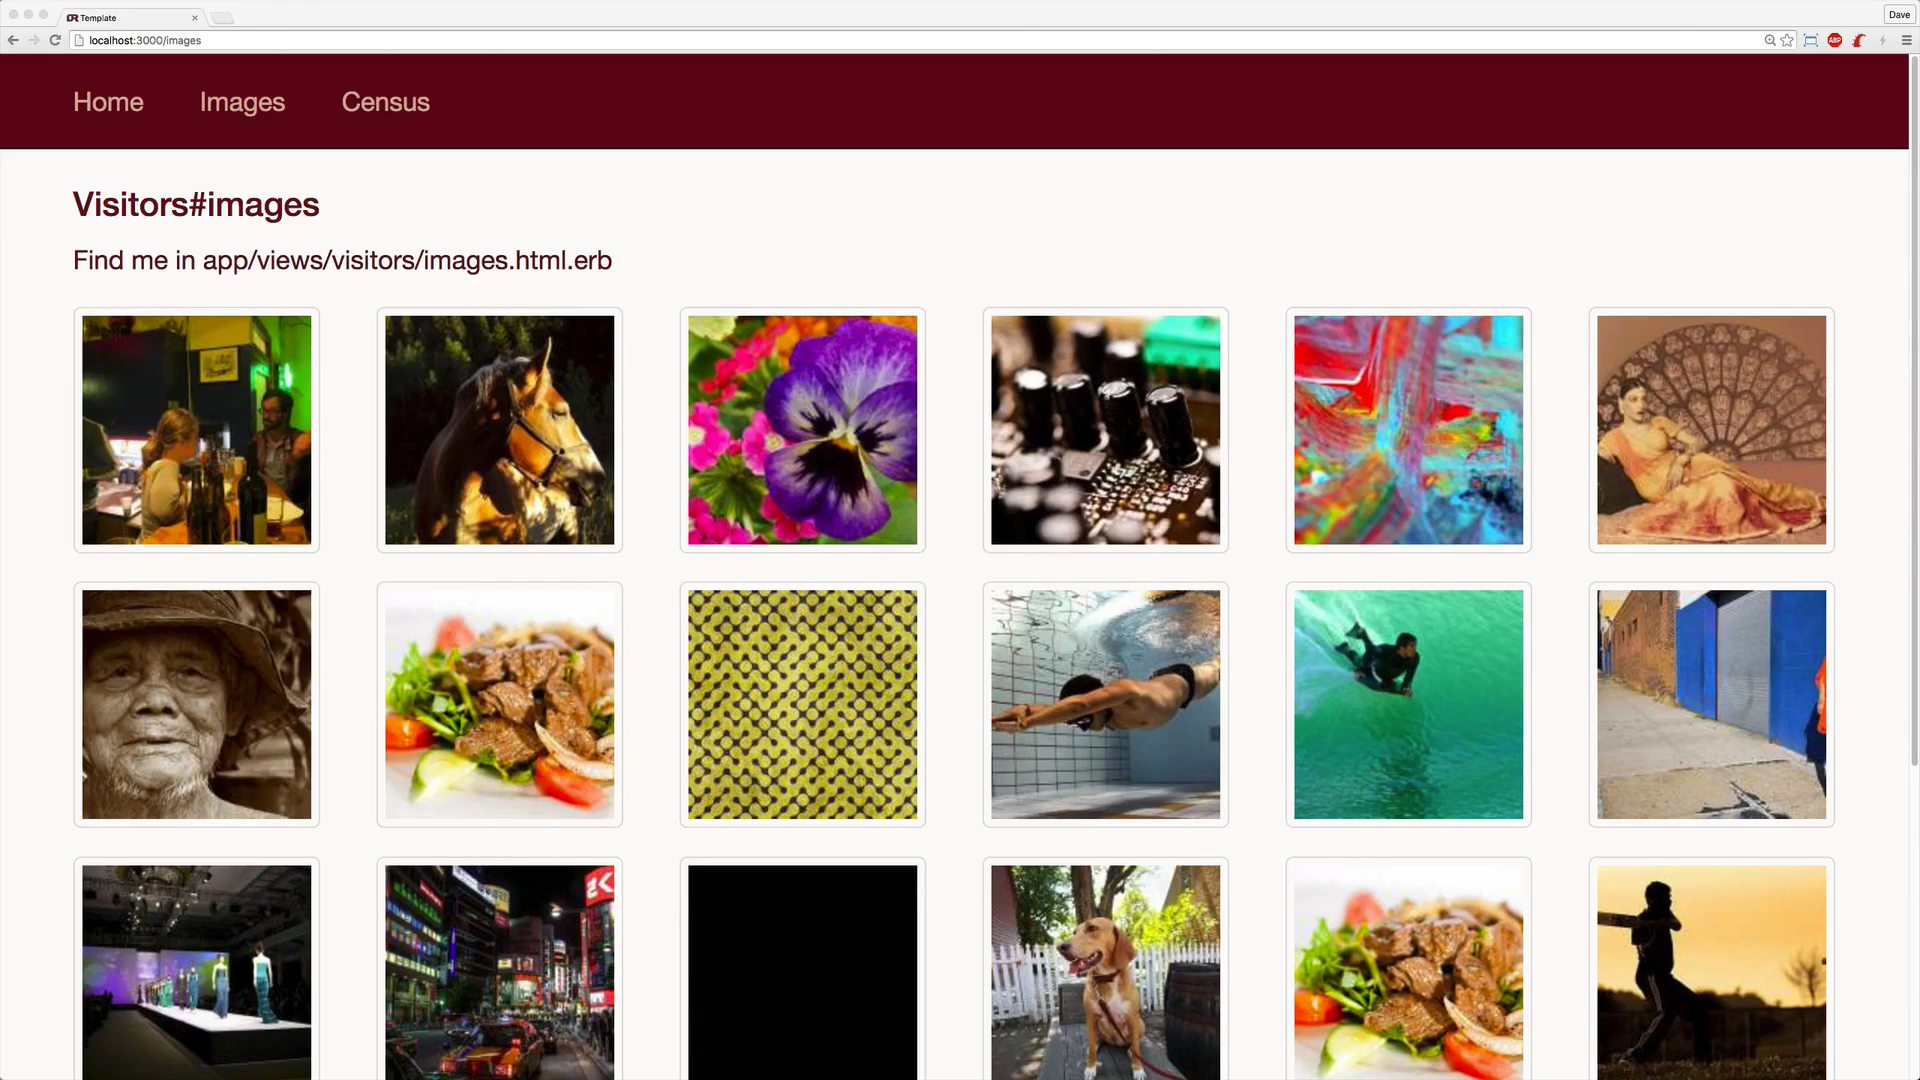 Template
Dave
localhost:3000/images
ABP
Home Images Census
Visitors#images
Find me in app/views/visitors/images.html.erb